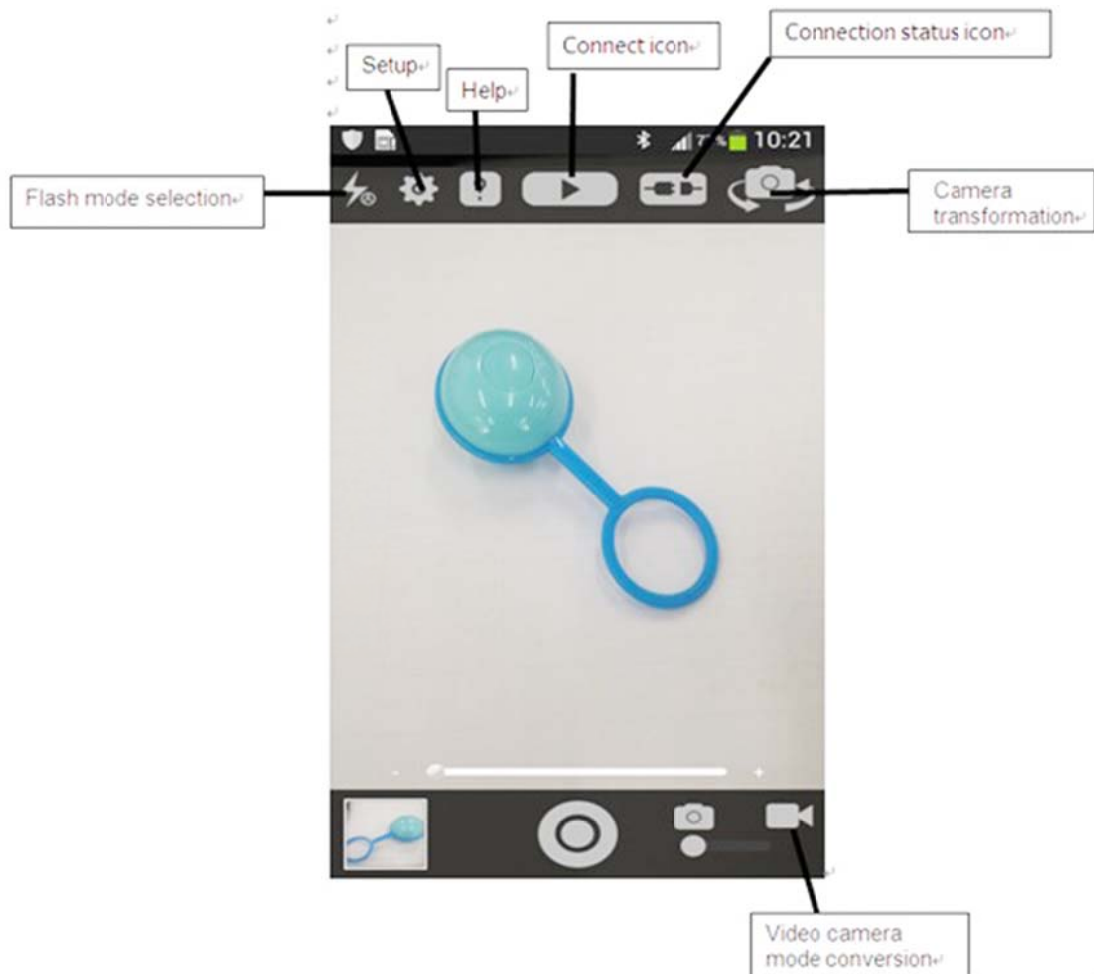 Connection status icon
Connect icon
Setup
Help
10:21
Flash mode selection
Camera
transformation
- +
Video camera
mode conversion